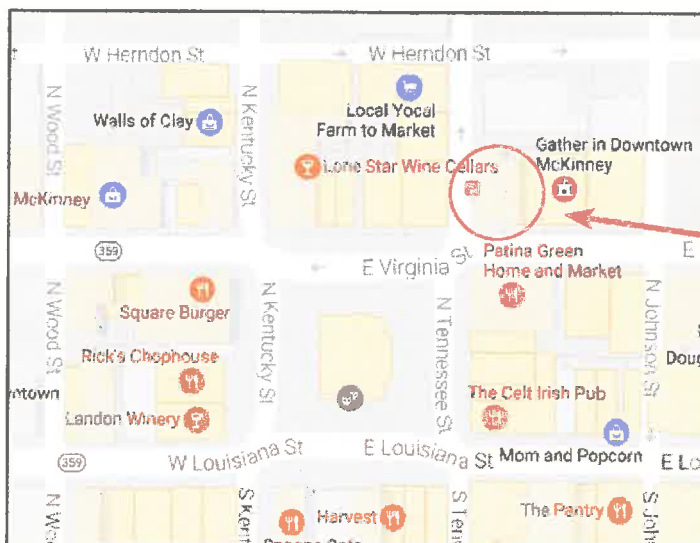 W Herndon St
W Herndon St
N Wood St
N Kentucky St
Walls of Clay
Local Yocal
Farm to Market
Gather in Downtown
McKinney
Lone Star Wine Cellars
McKinney
359
E Virginia St
E
Patina Green
Home and Market
N Wood St
N Kentucky St
N Tennessee St
N Johnson St
Square Burger
Rick's Chophouse
Landon Winery
The Celt Irish Pub
Mom and Popcorn
359
W Louisiana St
E Louisiana St
Harvest
The Pantry